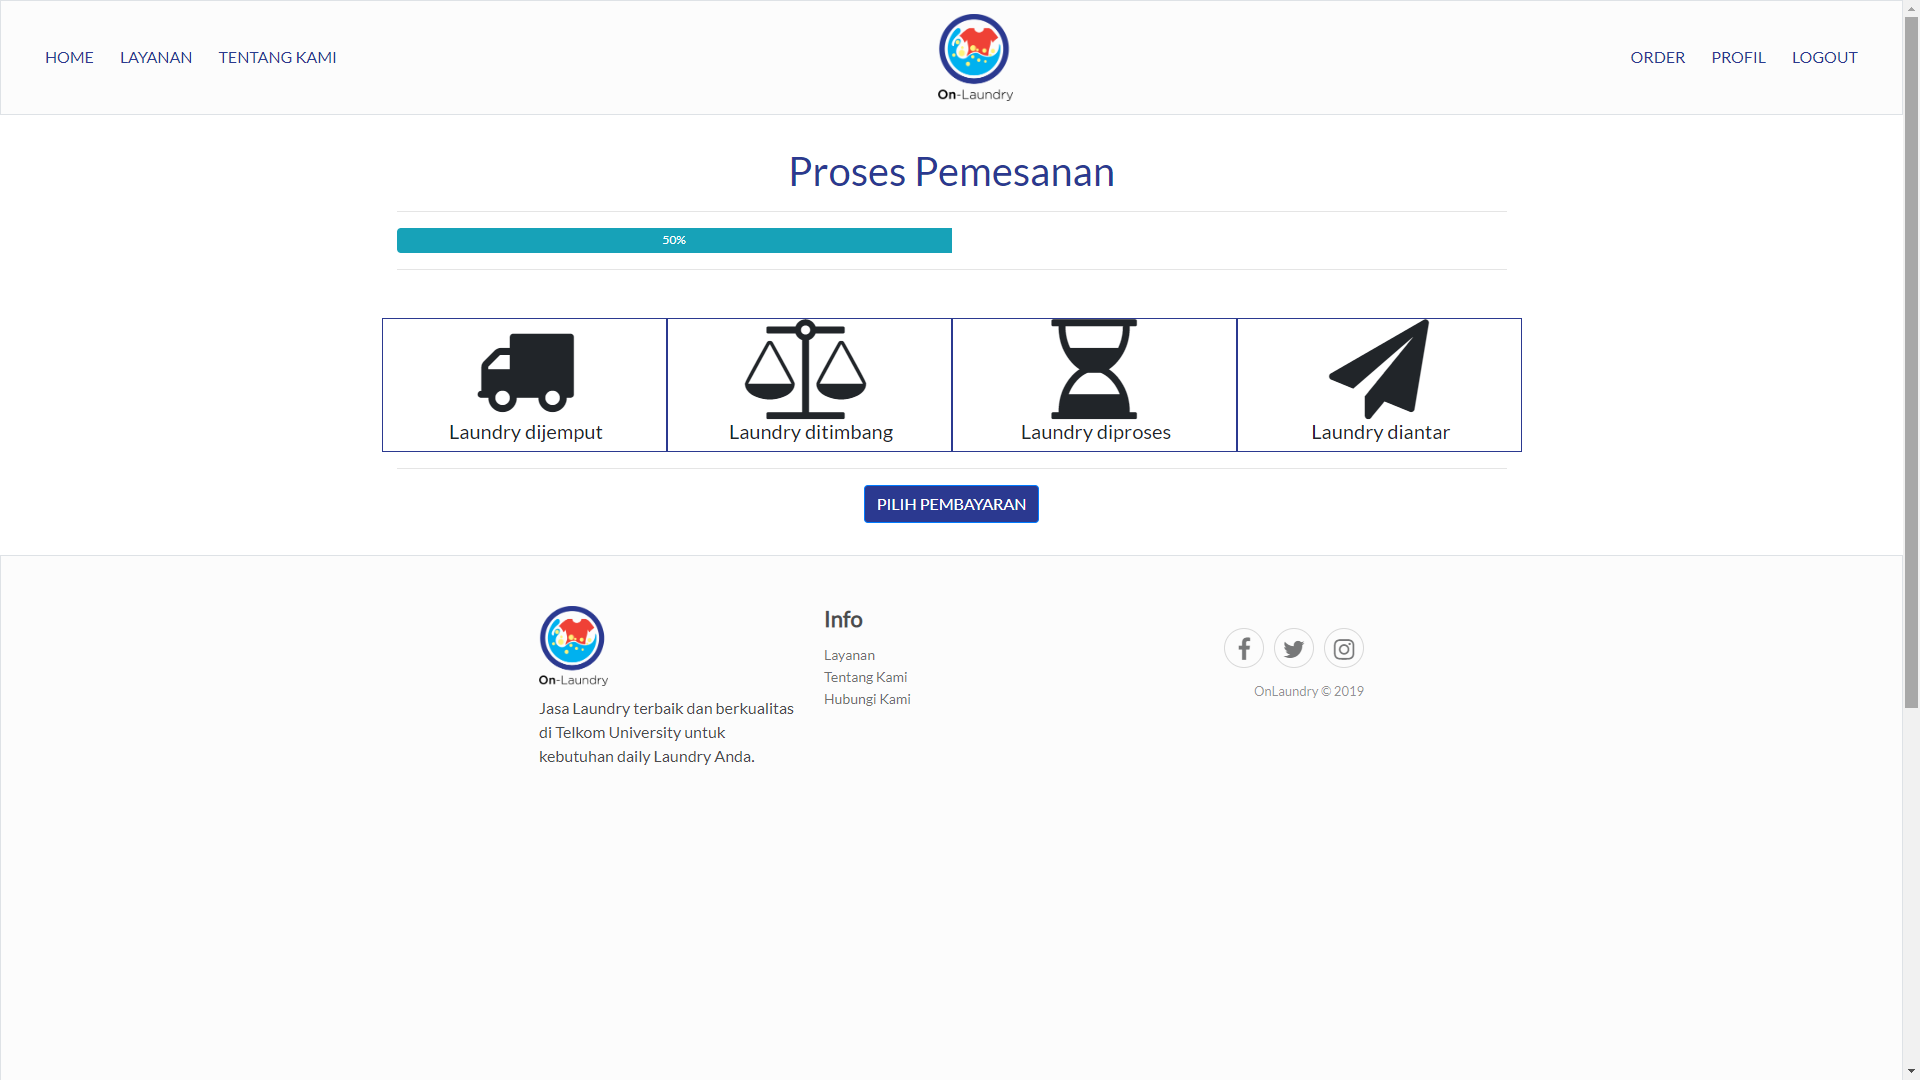 HOME LAYANAN TENTANG KAMI
On-Laundry
ORDER PROFIL LOGOUT
Proses Pemesanan
50%
Laundry dijemput
Laundry ditimbang
Laundry diproses
Laundry diantar
PILIH PEMBAYARAN
On-Laundry
Jasa Laundry terbaik dan berkualitas
di Telkom University untuk
kebutuhan daily Laundry Anda.
Info
Layanan
Tentang Kami
Hubungi Kami
OnLaundry © 2019